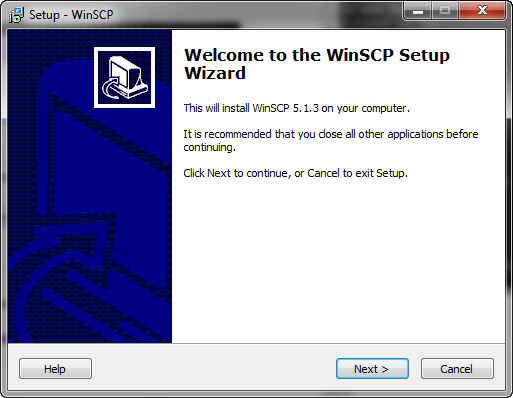 Setup - WinSCP
Welcome to the WinSCP Setup
Wizard
This will install WinSCP 5.1.3 on your computer.
It is recommended that you close all other applications before
continuing.
Click Next to continue, or Cancel to exit Setup.
Help
Next >
Cancel